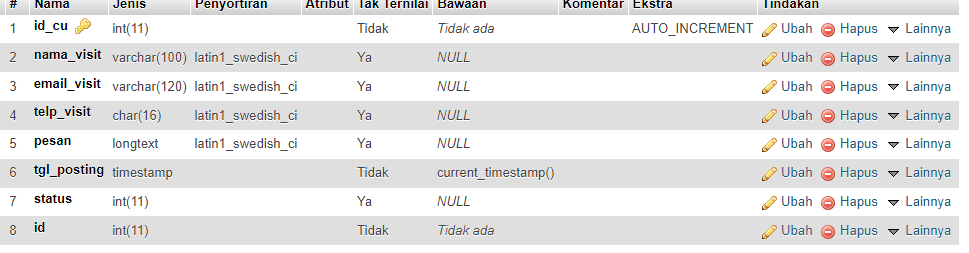 # Nama Jenis Penyortiran Atribut Tak Ternilai Bawaan Komentar Ekstra Tindakan
1 id_cu int(11) Tidak Tidak ada AUTO_INCREMENT Ubah Hapus Lainnya
2 nama_visit varchar(100) latin1_swedish_ci Ya NULL Ubah Hapus Lainnya
3 email_visit varchar(120) latin1_swedish_ci Ya NULL Ubah Hapus Lainnya
4 telp_visit char(16) latin1_swedish_ci Ya NULL Ubah Hapus Lainnya
5 pesan longtext latin1_swedish_ci Ya NULL Ubah Hapus Lainnya
6 tgl_posting timestamp Tidak current_timestamp() Ubah Hapus Lainnya
7 status int(11) Ya NULL Ubah Hapus Lainnya
8 id int(11) Tidak Tidak ada Ubah Hapus Lainnya